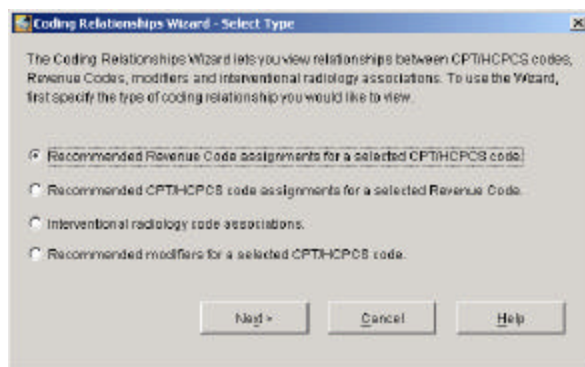 Coding Relationships Wizard - Select Type
The Coding Relationships Wizard lets you view relationships between CPT/HCPCS codes,
Revenue Codes, modifiers and interventional radiology associations. To use the Wizard,
first specify the type of coding relationship you would like to view.
Recommended Revenue Code assignments for a selected CPT/HCPCS code.
Recommended CPT/HCPCS code assignments for a selected Revenue Code.
Interventional radiology code associations.
Recommended modifiers for a selected CPT/HCPCS code.
Next > Cancel Help